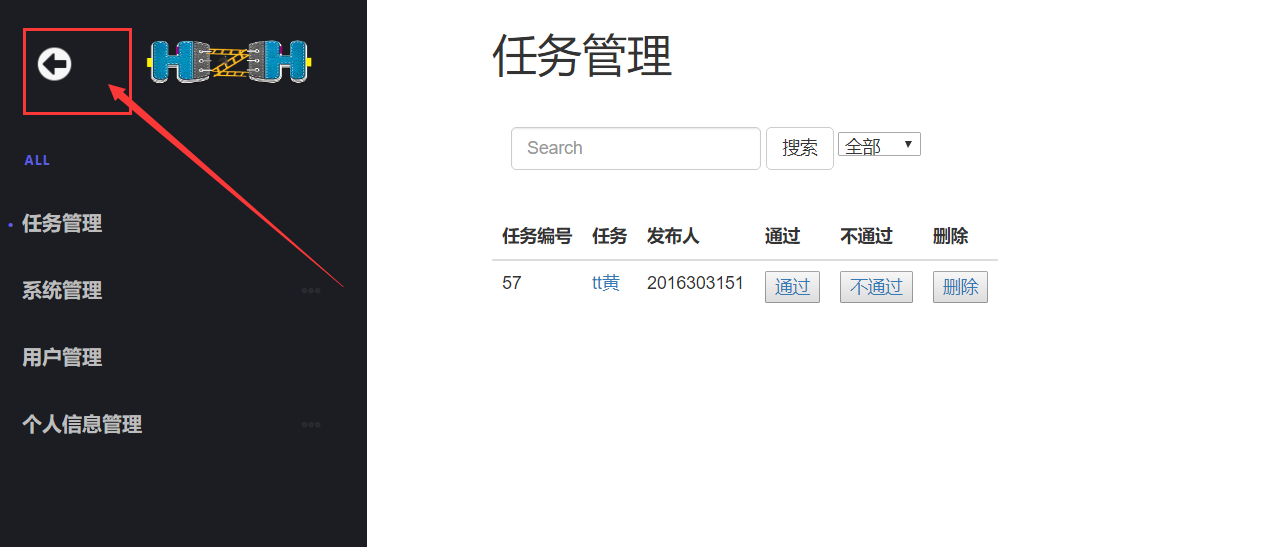 HZH
ALL
任务管理
系统管理
用户管理
个人信息管理
任务管理
Search 搜索 全部
任务编号 任务 发布人 通过 不通过 删除
57 tt黄 2016303151 通过 不通过 删除